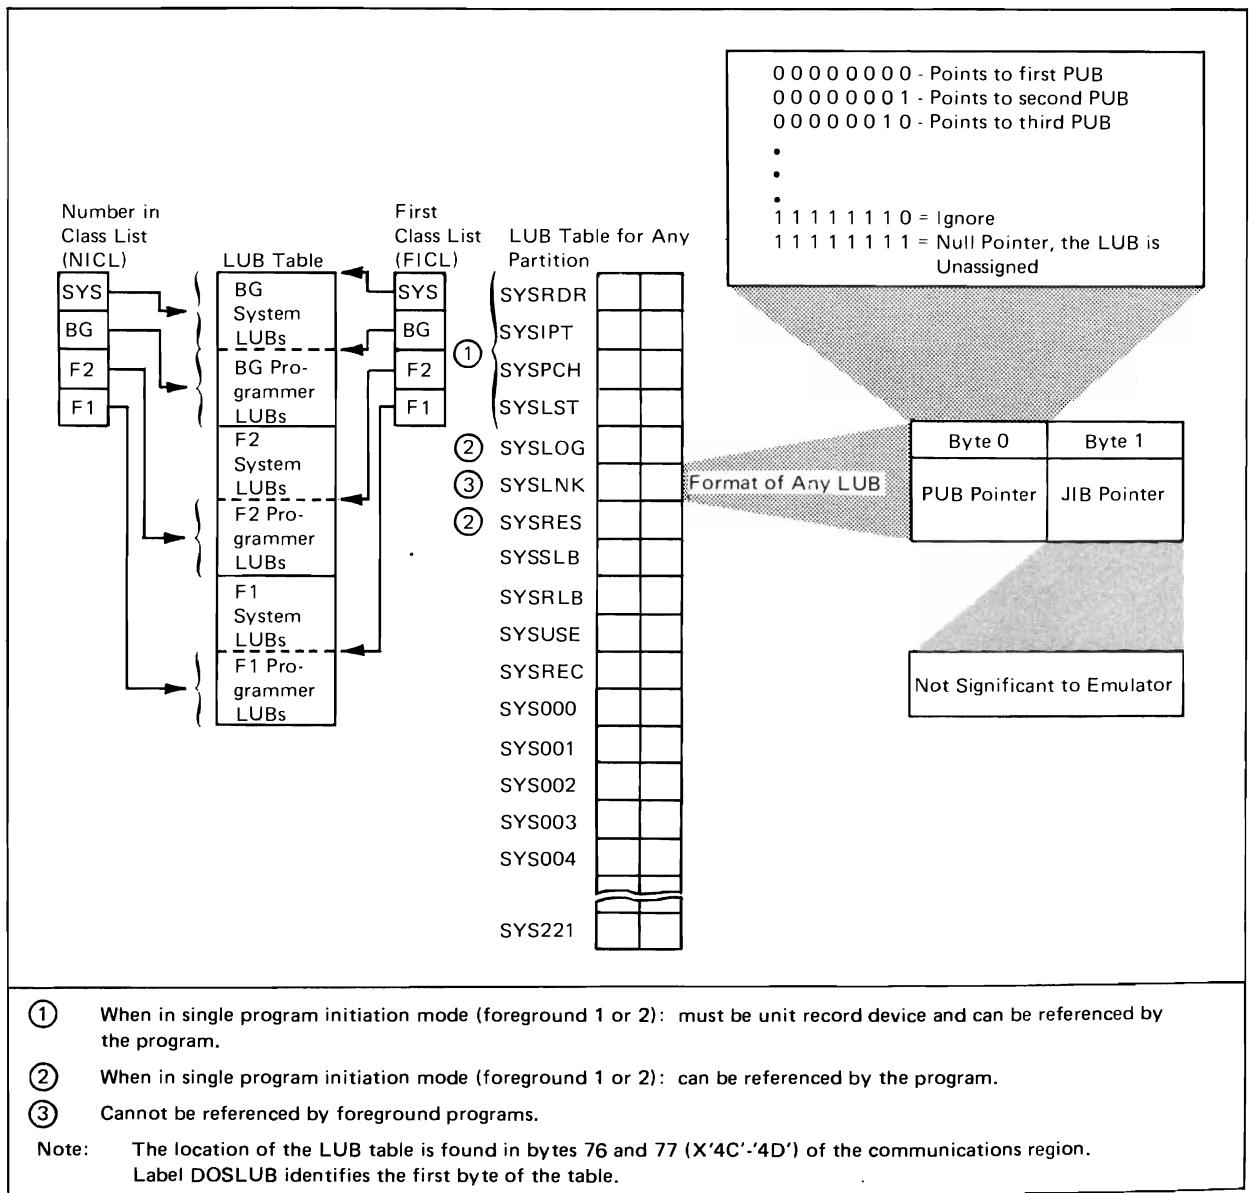 0 0 0 0 0 0 0 0 - Points to first PUB
0 0 0 0 0 0 0 1 - Points to second PUB
0 0 0 0 0 0 1 0 - Points to third PUB
•
•
•
1 1 1 1 1 1 1 0 = Ignore
1 1 1 1 1 1 1 1 = Null Pointer, the LUB is
Unassigned
Number in
Class List
(NICL)
SYS
BG
F2
F1
LUB Table
BG
System
LUBs
BG Pro-
grammer
LUBs
F2
System
LUBs
F2 Pro-
grammer
LUBs
F1
System
LUBs
F1 Pro-
grammer
LUBs
First
Class List
(FICL)
SYS
BG
F2
F1
LUB Table for Any
Partition
SYSRDR
SYSIPT
① SYSPCH
SYSLST
② SYSLOG
③ SYSLNK
② SYSRES
SYSSLB
SYSRLB
SYSUSE
SYSREC
SYS000
SYS001
SYS002
SYS003
SYS004
SYS221
Format of Any LUB
Byte 0 Byte 1
PUB Pointer JIB Pointer
Not Significant to Emulator
① When in single program initiation mode (foreground 1 or 2): must be unit record device and can be referenced by
the program.
② When in single program initiation mode (foreground 1 or 2): can be referenced by the program.
③ Cannot be referenced by foreground programs.
Note: The location of the LUB table is found in bytes 76 and 77 (X'4C'-'4D') of the communications region.
Label DOSLUB identifies the first byte of the table.